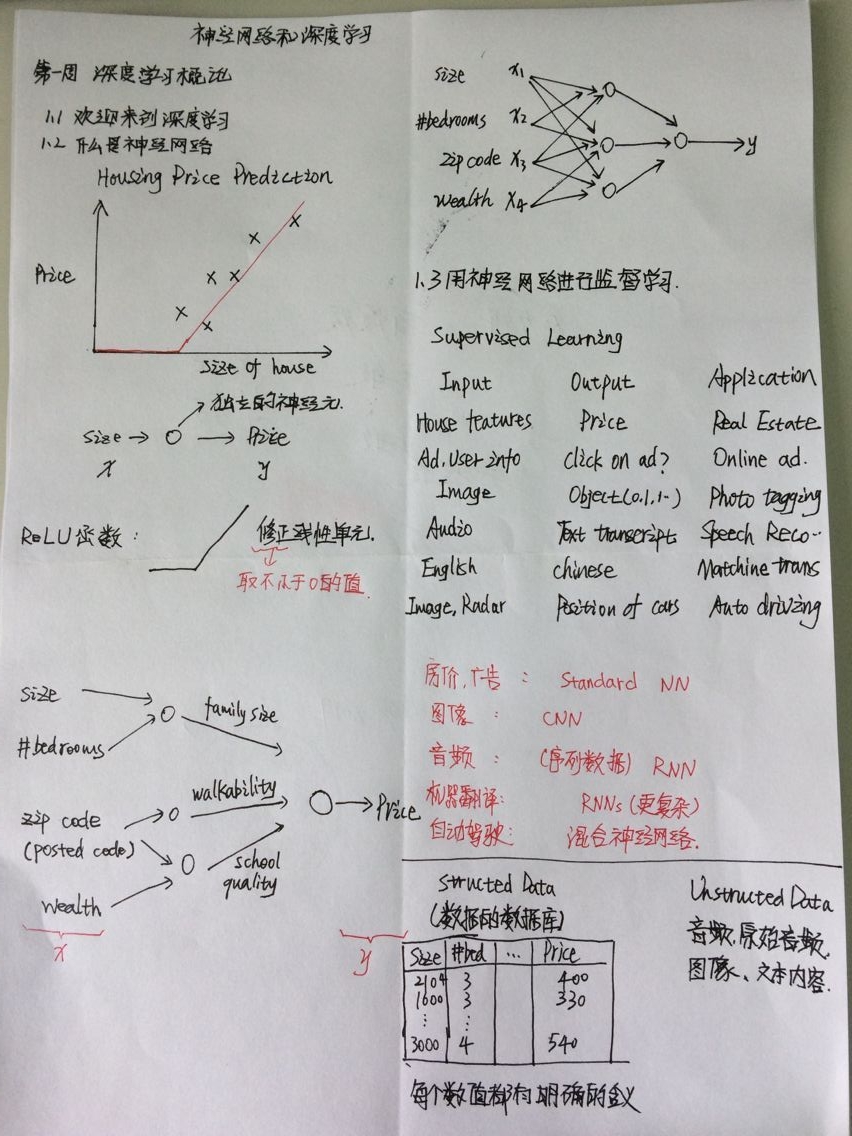 神经网络和深度学习
第一周 深度学习概论
1.1 欢迎来到深度学习
1.2 什么是神经网络
Housing Price Prediction
Price
Size of house
独立的神经元.
Size → ○ → Price
x y
ReLU函数: 修正线性单元.
取不小于0的值.
size
#bedrooms
family size
zip code
(posted code)
walkability
Price
school
quality
wealth
x y
size x1
#bedrooms x2
zip code x3
wealth x4
y
1.3 用神经网络进行监督学习.
Supervised Learning
Input Output Application
House features Price Real Estate
Ad, User info Click on ad? Online ad.
Image Object(0.1.1-) Photo tagging
Audio Text transcript Speech Reco..
English chinese Matchine trans
Image, Radar Position of cars Auto driving
房价,广告: Standard NN
图像: CNN
音频: (序列数据) RNN
机器翻译: RNNs (更复杂)
自动驾驶: 混合神经网络.
Structed Data
(数据的数据库)
Size #bed ... Price
2104 3 400
1600 3 330
⋮ ⋮
3000 4 540
每个数值都有明确的含义
Unstructed Data
音频,原始音频,
图像、文本内容.